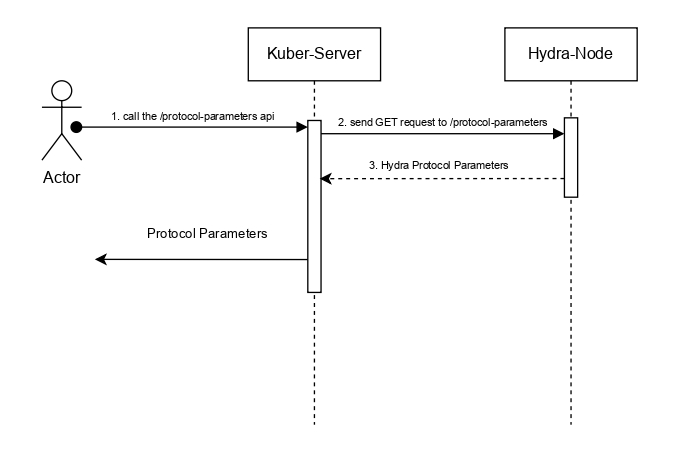 Kuber-Server
Hydra-Node
1. call the /protocol-parameters api
2. send GET request to /protocol-parameters
3. Hydra Protocol Parameters
Actor
Protocol Parameters